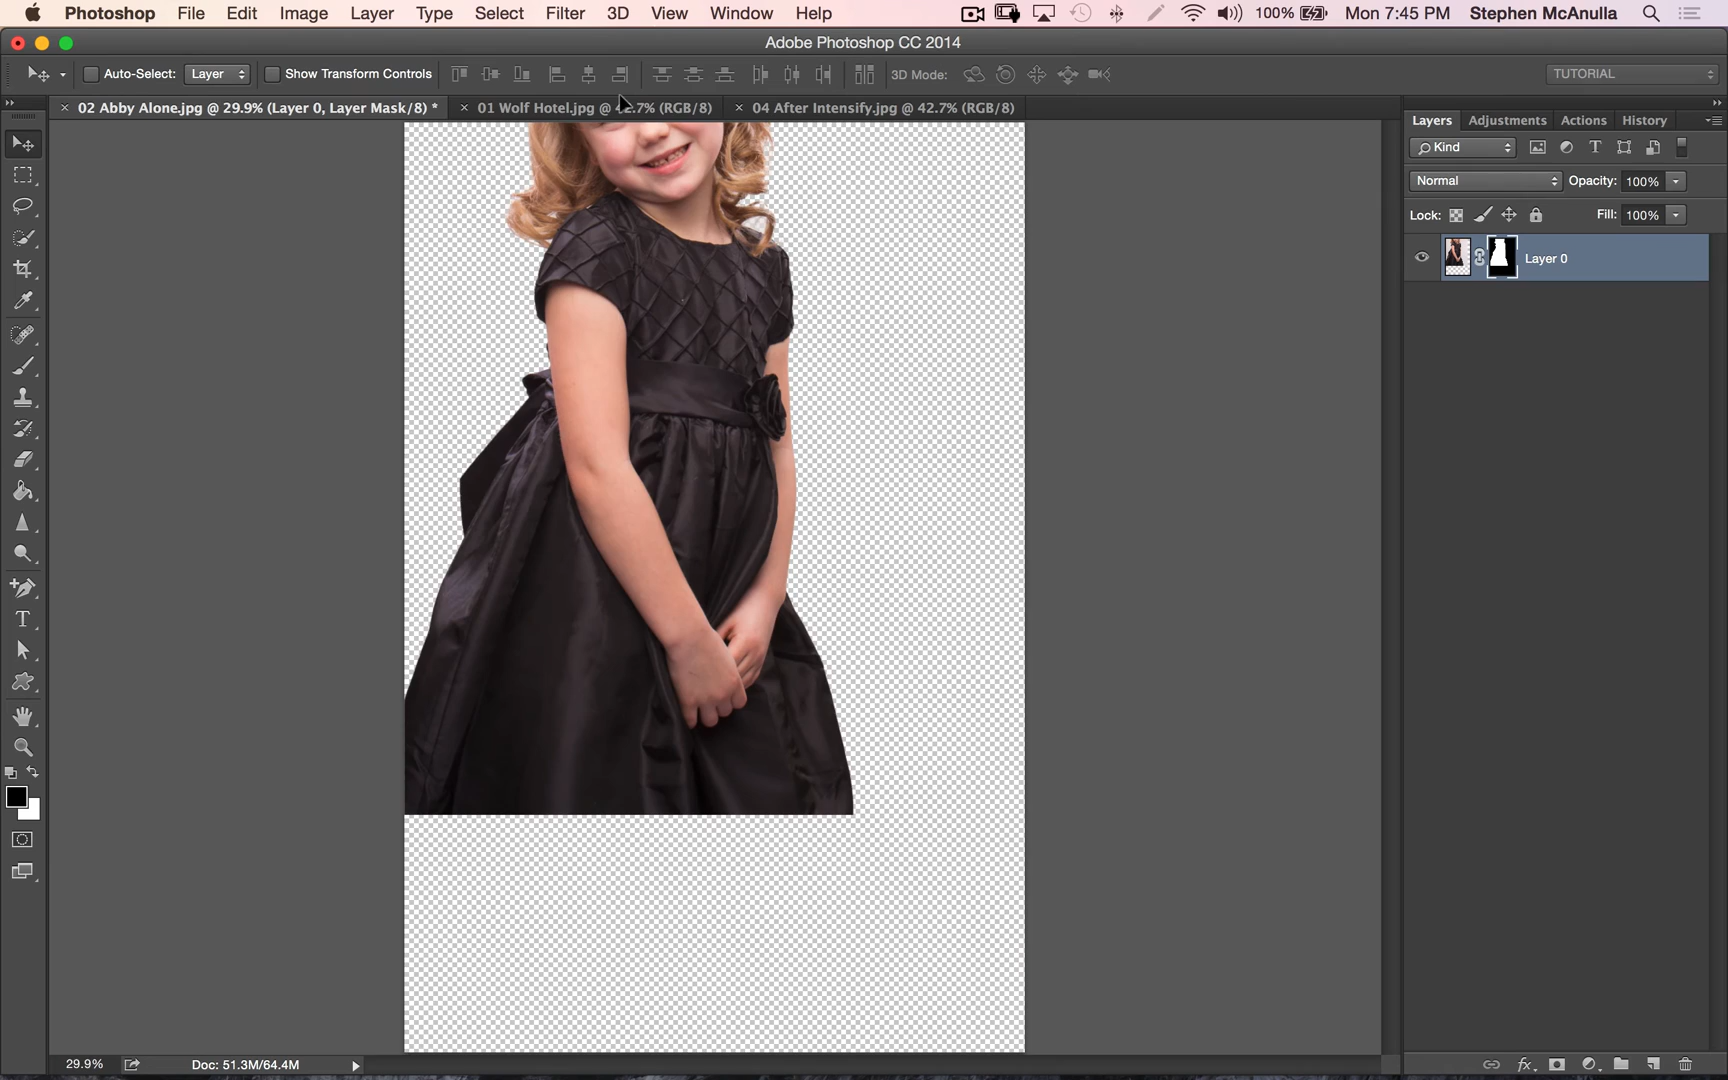 Photoshop File Edit Image Layer Type Select Filter 3D View Window Help 100% Mon 7:45 PM Stephen McAnulla
Adobe Photoshop CC 2014
Auto-Select: Layer Show Transform Controls 3D Mode: TUTORIAL
02 Abby Alone.jpg @ 29.9% (Layer 0, Layer Mask/8) * 01 Wolf Hotel.jpg @ 42.7% (RGB/8) 04 After Intensify.jpg @ 42.7% (RGB/8)
Layers Adjustments Actions History
Kind
Normal Opacity: 100%
Lock: Fill: 100%
Layer 0
29.9% Doc: 51.3M/64.4M